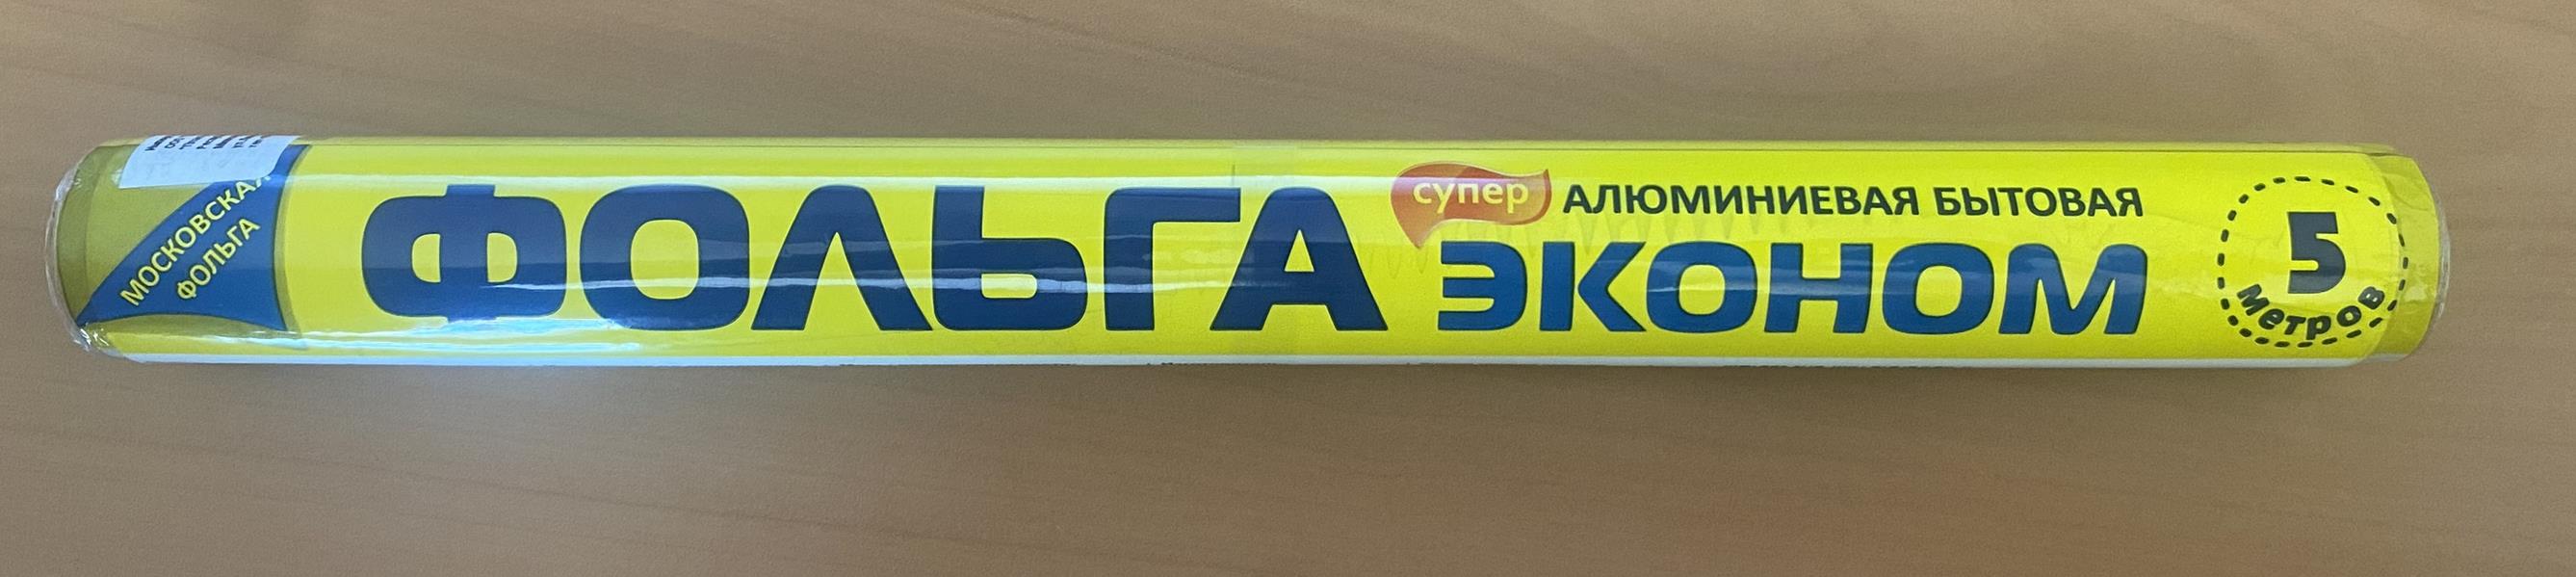 МОСКОВСКАЯ
ФОЛЬГА
ФОЛЬГА
супер
АЛЮМИНИЕВАЯ БЫТОВАЯ
ЭКОНОМ
5
метров